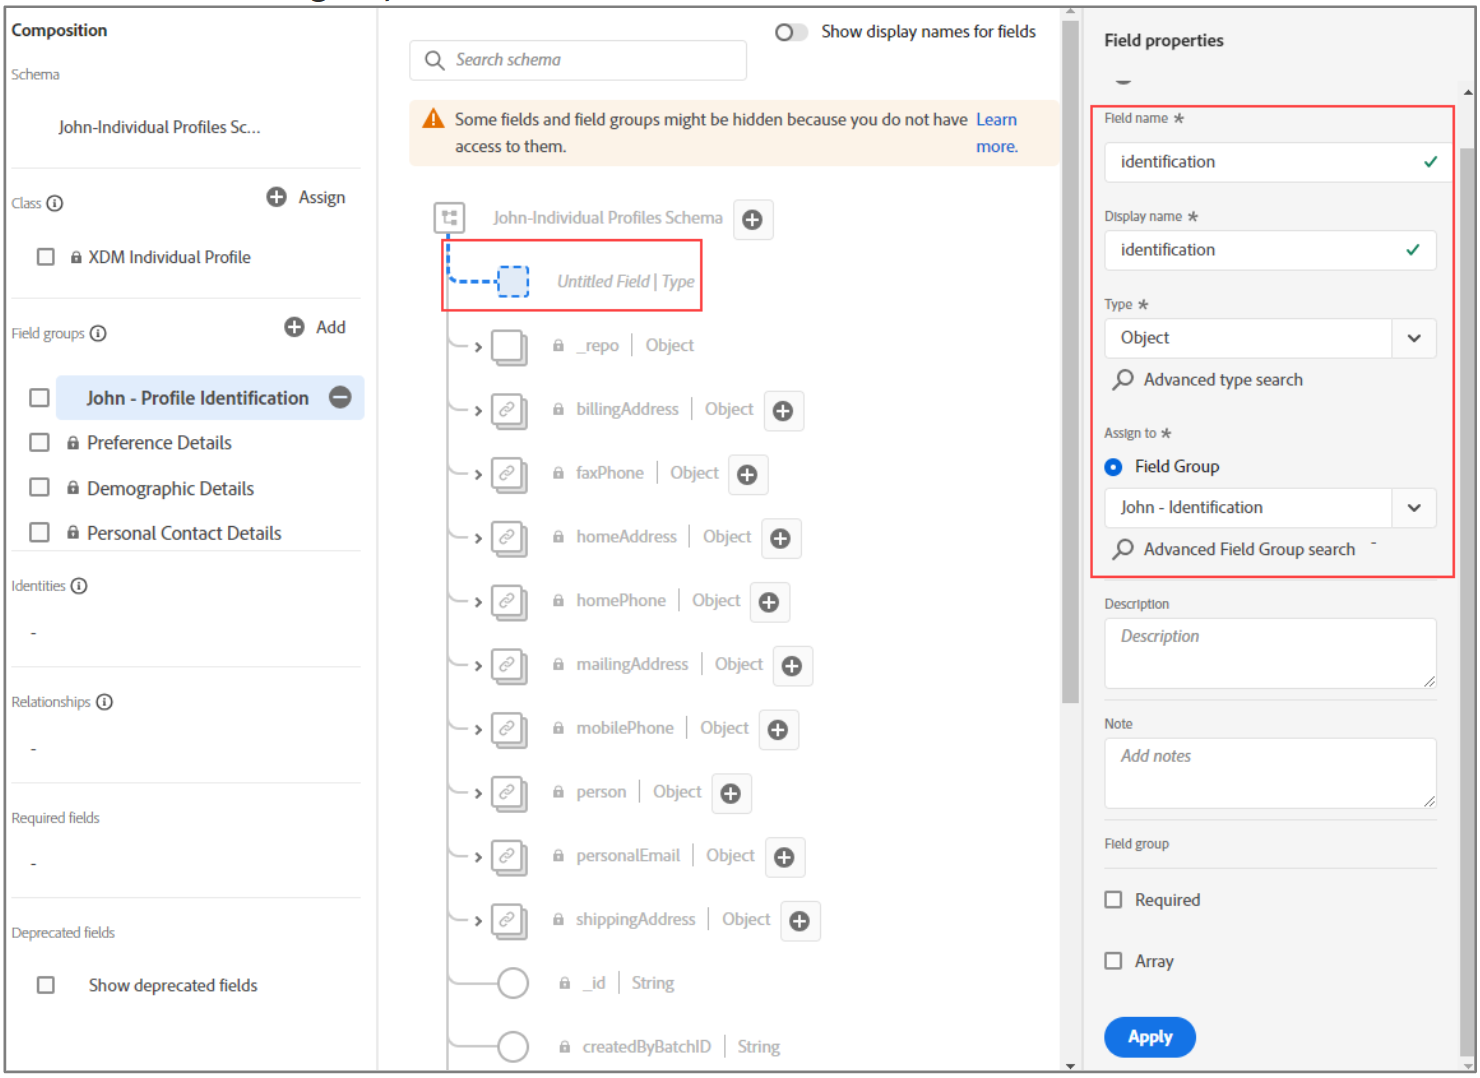 Composition
Schema
John-Individual Profiles Sc...
Class
Assign
XDM Individual Profile
Field groups
Add
John - Profile Identification
Preference Details
Demographic Details
Personal Contact Details
Identities
-
Relationships
-
Required fields
-
Deprecated fields
Show deprecated fields
Show display names for fields
Search schema
Some fields and field groups might be hidden because you do not have Learn
access to them. more.
John-Individual Profiles Schema
Untitled Field | Type
_repo | Object
billingAddress | Object
faxPhone | Object
homeAddress | Object
homePhone | Object
mailingAddress | Object
mobilePhone | Object
person | Object
personalEmail | Object
shippingAddress | Object
_id | String
createdByBatchID | String
Field properties
Field name *
identification
Display name *
identification
Type *
Object
Advanced type search
Assign to *
Field Group
John - Identification
Advanced Field Group search -
Description
Description
Note
Add notes
Field group
Required
Array
Apply